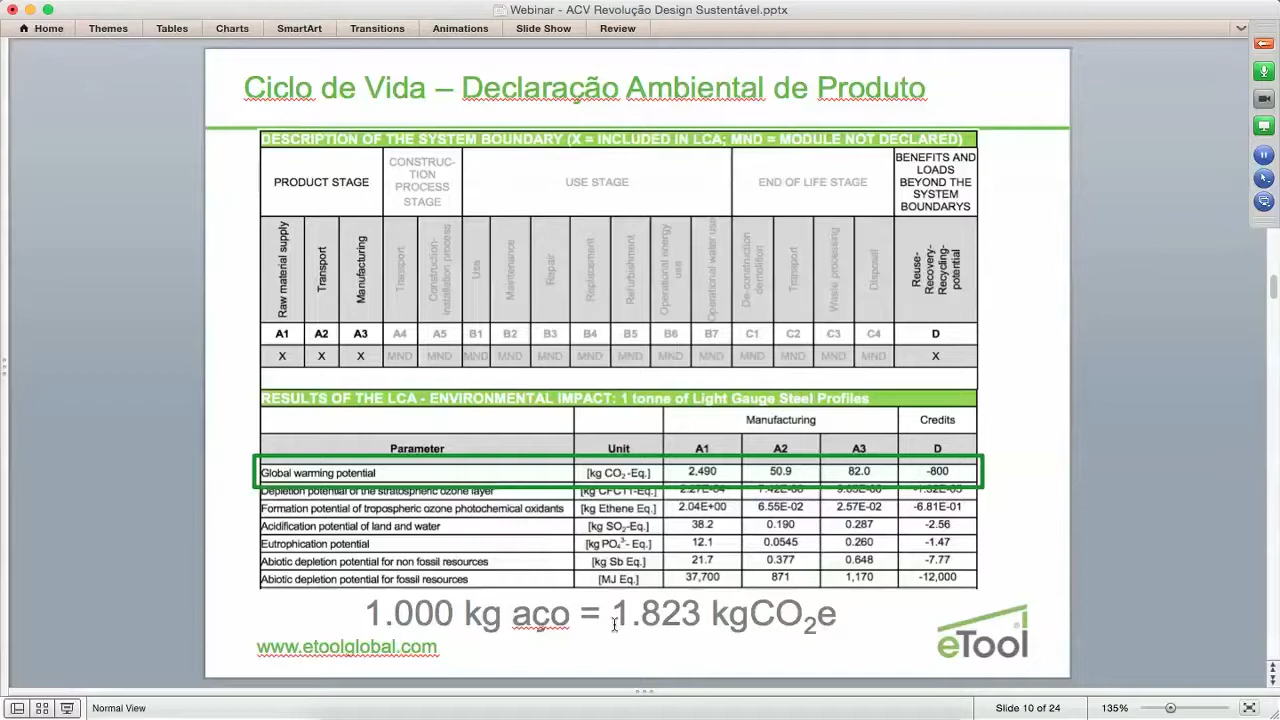 Webinar - ACV Revolução Design Sustentável.pptx
Home Themes Tables Charts SmartArt Transitions Animations Slide Show Review
Ciclo de Vida – Declaração Ambiental de Produto
DESCRIPTION OF THE SYSTEM BOUNDARY (X = INCLUDED IN LCA; MND = MODULE NOT DECLARED)
PRODUCT STAGE
CONSTRUC-
TION
PROCESS
STAGE
USE STAGE
END OF LIFE STAGE
BENEFITS AND
LOADS
BEYOND THE
SYSTEM
BOUNDARYS
Raw material supply
Transport
Manufacturing
Transport
Construction-
installation process
Use
Maintenance
Repair
Replacement
Refurbishment
Operational energy
use
Operational water use
De-construction
demolition
Transport
Waste processing
Disposal
Reuse-
Recovery-
Recycling-
potential
A1 A2 A3 A4 A5 B1 B2 B3 B4 B5 B6 B7 C1 C2 C3 C4 D
X X X MND MND MND MND MND MND MND MND MND MND MND MND MND X
RESULTS OF THE LCA - ENVIRONMENTAL IMPACT: 1 tonne of Light Gauge Steel Profiles
Manufacturing Credits
Parameter Unit A1 A2 A3 D
Global warming potential [kg CO₂-Eq.] 2,490 50.9 82.0 -800
Depletion potential of the stratospheric ozone layer [kg CFC11-Eq.]
Formation potential of tropospheric ozone photochemical oxidants [kg Ethene Eq.] 2.04E+00 6.55E-02 2.57E-02 -6.81E-01
Acidification potential of land and water [kg SO₂-Eq.] 38.2 0.190 0.287 -2.56
Eutrophication potential [kg PO₄³⁻- Eq.] 12.1 0.0545 0.260 -1.47
Abiotic depletion potential for non fossil resources [kg Sb Eq.] 21.7 0.377 0.648 -7.77
Abiotic depletion potential for fossil resources [MJ Eq.] 37,700 871 1,170 -12,000
1.000 kg aço = 1.823 kgCO₂e
www.etoolglobal.com
eTool
Normal View Slide 10 of 24 135%